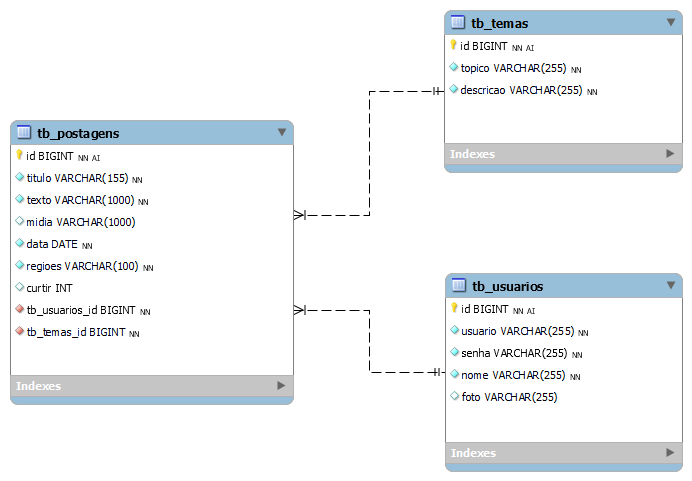 tb_temas
id BIGINT NN AI
topico VARCHAR(255) NN
descricao VARCHAR(255) NN
Indexes
tb_postagens
id BIGINT NN AI
titulo VARCHAR(155) NN
texto VARCHAR(1000) NN
midia VARCHAR(1000)
data DATE NN
regioes VARCHAR(100) NN
curtir INT
tb_usuarios_id BIGINT NN
tb_temas_id BIGINT NN
Indexes
tb_usuarios
id BIGINT NN AI
usuario VARCHAR(255) NN
senha VARCHAR(255) NN
nome VARCHAR(255) NN
foto VARCHAR(255)
Indexes